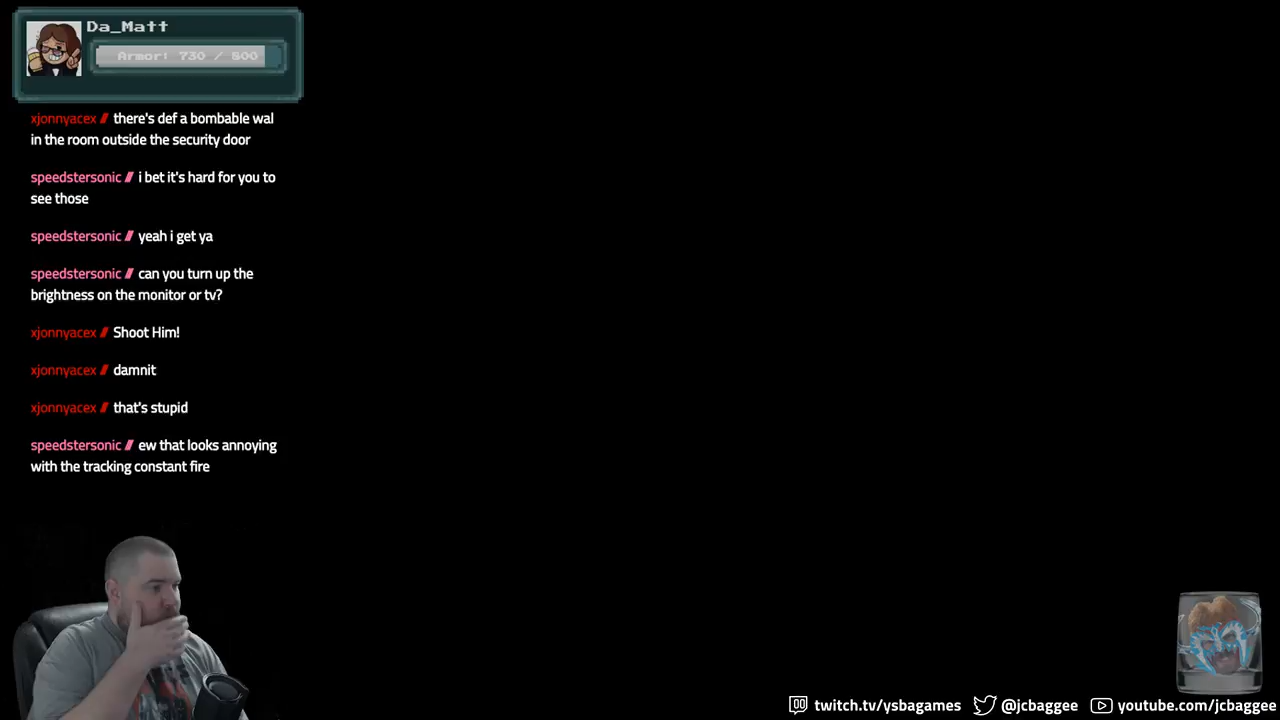 Da_Matt
Armor: 730 / 800
xjonnyacex // there's def a bombable wal
in the room outside the security door
speedstersonic // i bet it's hard for you to
see those
speedstersonic // yeah i get ya
speedstersonic // can you turn up the
brightness on the monitor or tv?
xjonnyacex // Shoot Him!
xjonnyacex // damnit
xjonnyacex // that's stupid
speedstersonic // ew that looks annoying
with the tracking constant fire
twitch.tv/ysbagames @jcbaggee youtube.com/jcbaggee